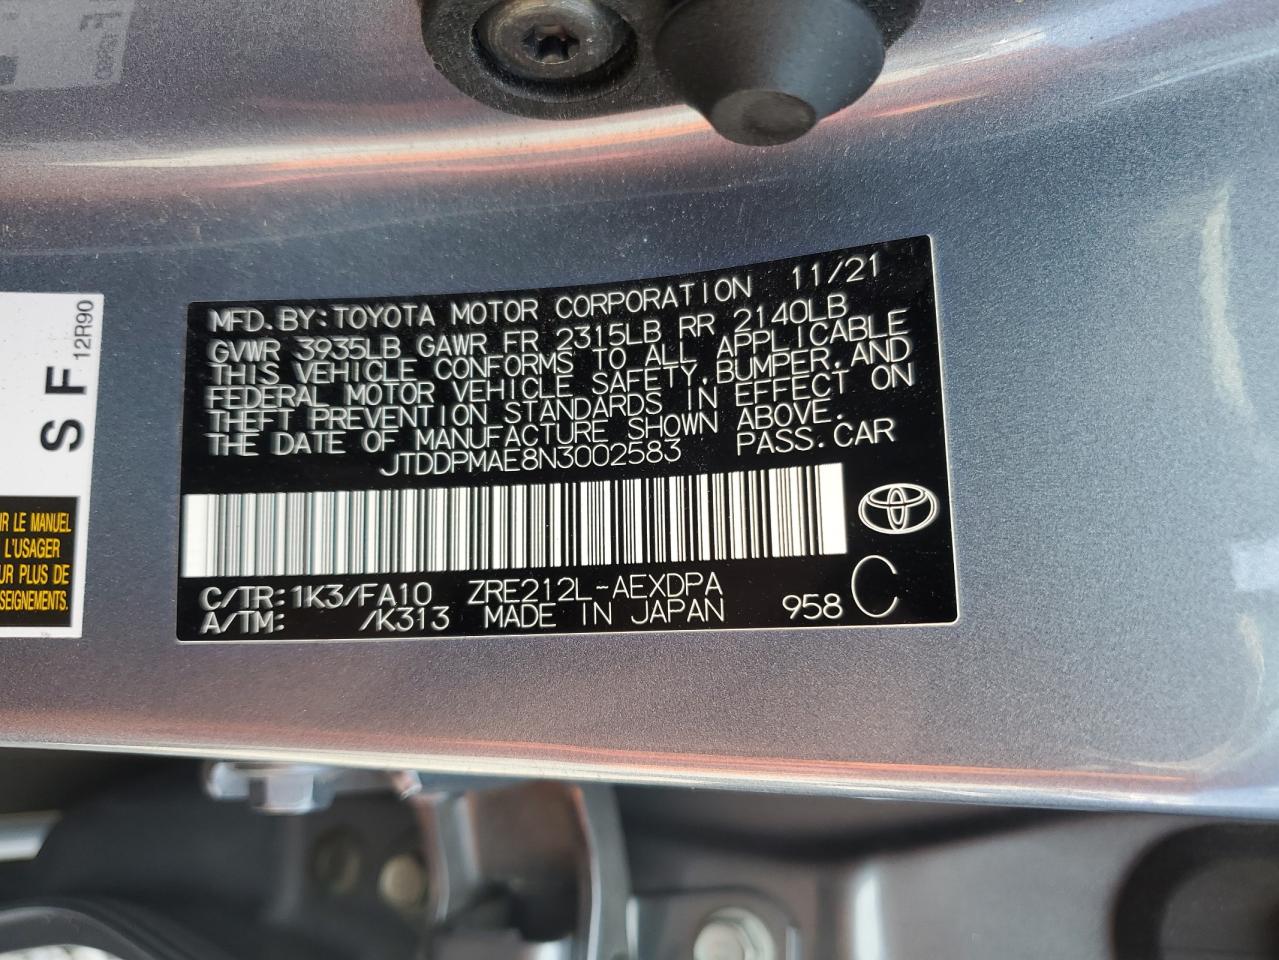 S F 12R90
R LE MANUEL
L'USAGER
UR PLUS DE
SEIGNEMENTS.
MFD. BY: TOYOTA MOTOR CORPORATION 11/21
GVWR 3935LB GAWR FR 2315LB RR 2140LB
THIS VEHICLE CONFORMS TO ALL APPLICABLE
FEDERAL MOTOR VEHICLE SAFETY, BUMPER, AND
THEFT PREVENTION STANDARDS IN EFFECT ON
THE DATE OF MANUFACTURE SHOWN ABOVE.
JTDDPMAE8N3002583 PASS. CAR
C/TR: 1K3/FA10 ZRE212L-AEXDPA
A/TM: /K313 MADE IN JAPAN 958 C